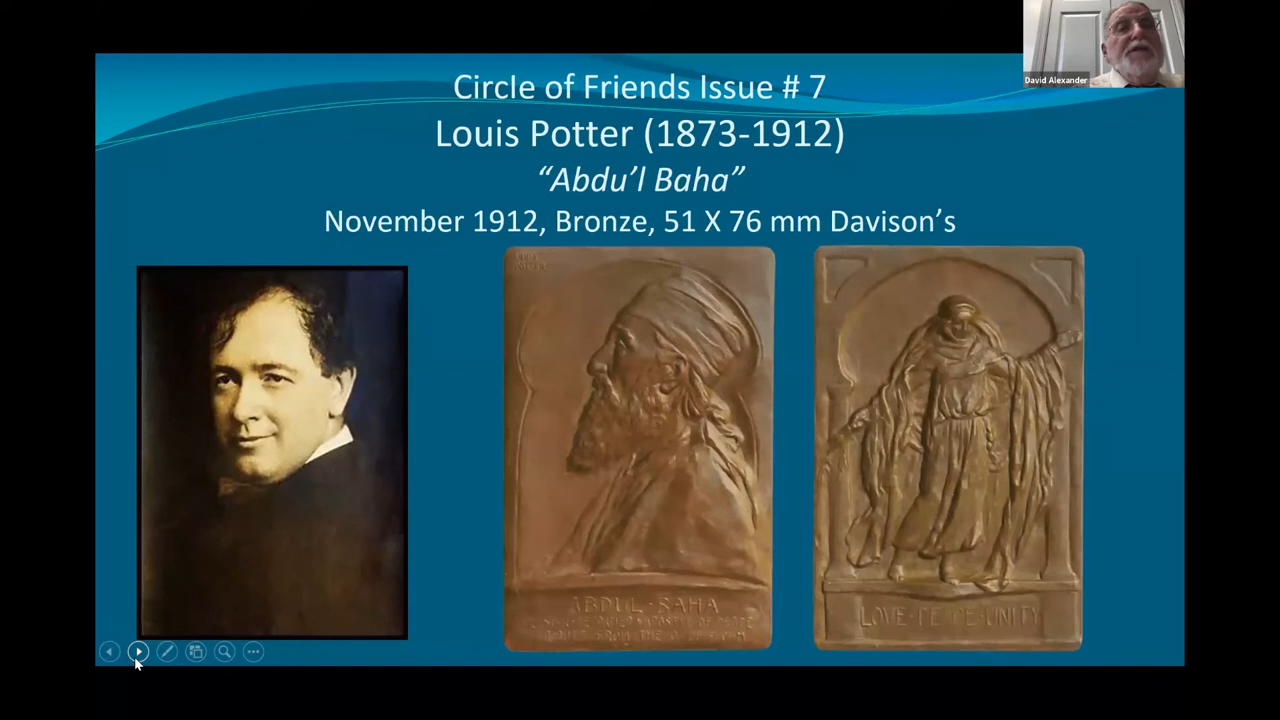 David Alexander
Circle of Friends Issue # 7
Louis Potter (1873-1912)
“Abdu’l Baha”
November 1912, Bronze, 51 X 76 mm Davison’s
ABDUL·BAHA
LOVE·PEACE·UNITY